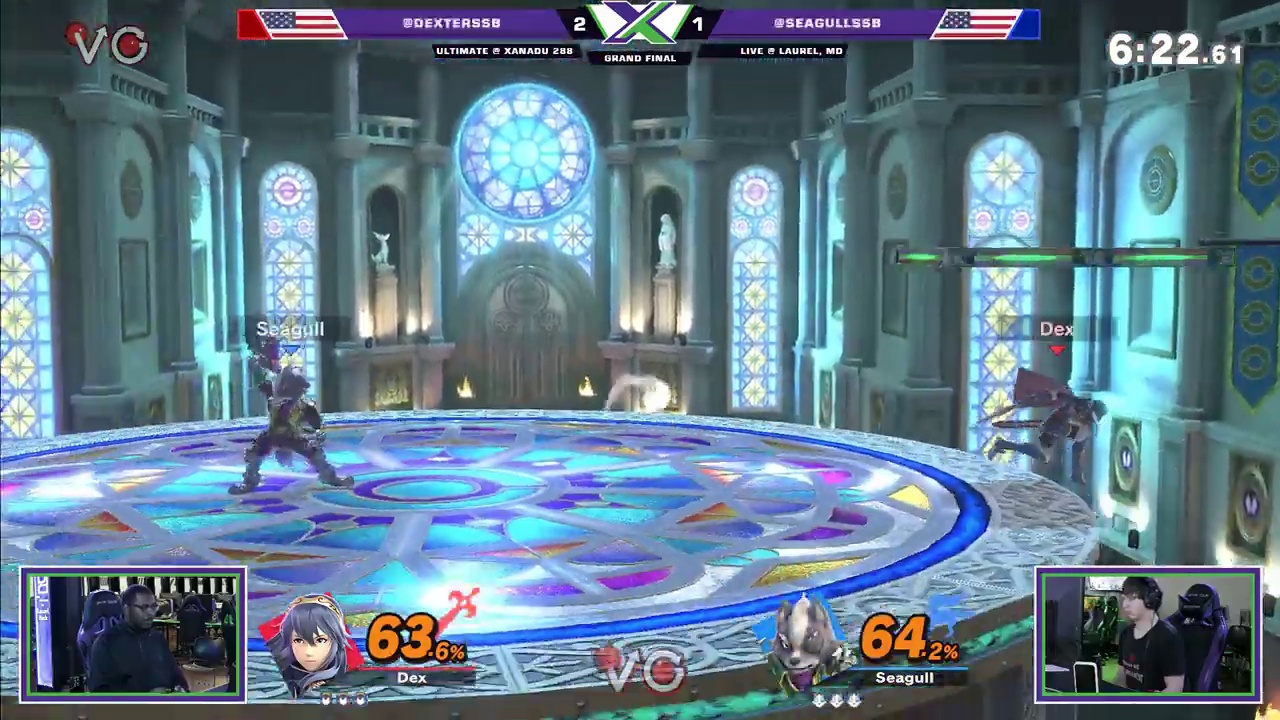 VG
@DEXTERSSB
2
1
@SEAGULLSSB
ULTIMATE @ XANADU 288
GRAND FINAL
LIVE @ LAUREL, MD
6:22.61
Seagull
Dex
63.6%
Dex
VG
64.2%
Seagull